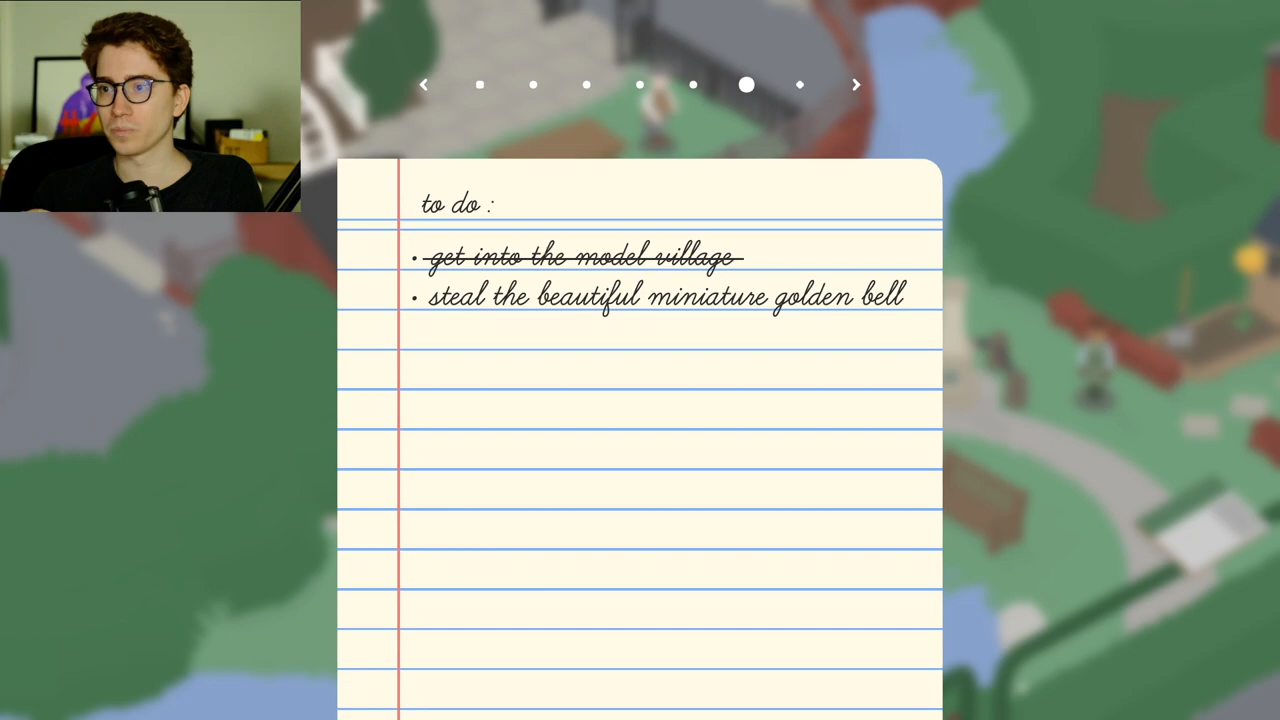 to do :
• get into the model village
• steal the beautiful miniature golden bell